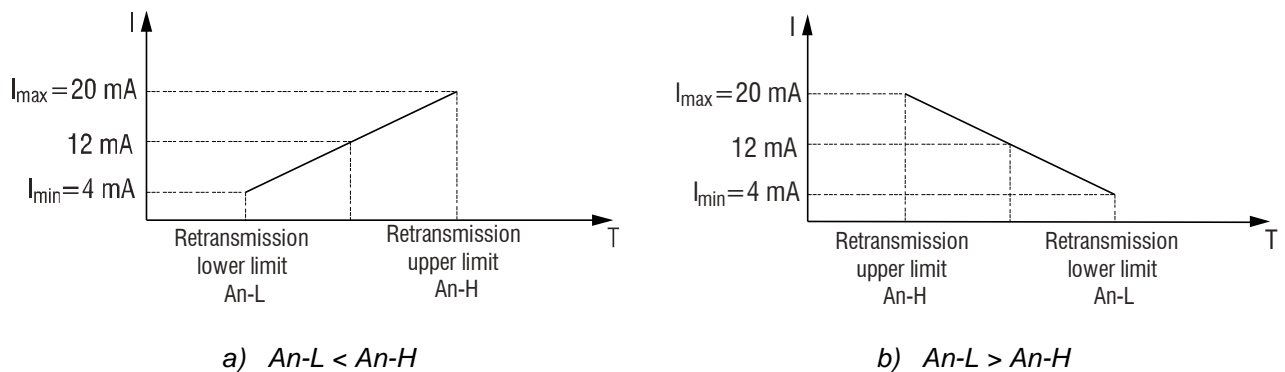 I
Imax=20 mA
12 mA
Imin=4 mA
T
Retransmission
lower limit
An-L
Retransmission
upper limit
An-H
a) An-L < An-H
I
Imax=20 mA
12 mA
Imin=4 mA
T
Retransmission
upper limit
An-H
Retransmission
lower limit
An-L
b) An-L > An-H